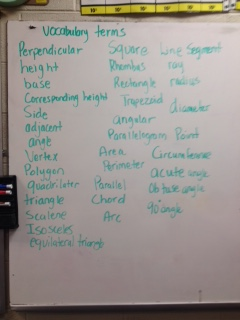 Vocabulary terms
Perpendicular
height
base
Corresponding height
Side
adjacent
angle
Vertex
Polygon
quadrilater
triangle
Scalene
Isosceles
equilateral triangle
Square
Rhombus
Rectangle
Trapezoid
angular
Parallelogram
Area
Perimeter
Parallel
Chord
Arc
Line Segment
ray
radius
diameter
Point
Circumference
acute angle
obtuse angle
90° angle